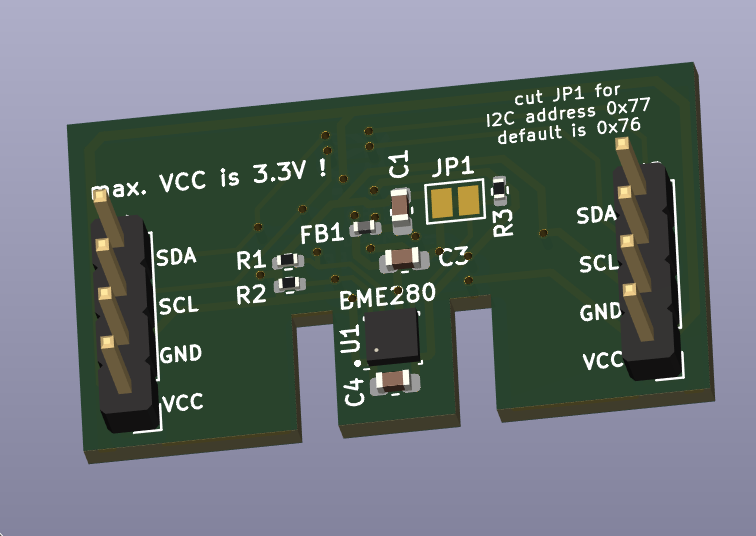 cut JP1 for
I2C address 0x77
default is 0x76
max. VCC is 3.3V !
C1
JP1
R3
FB1
R1
R2
C3
BME280
U1
C4
SDA
SCL
GND
VCC
SDA
SCL
GND
VCC